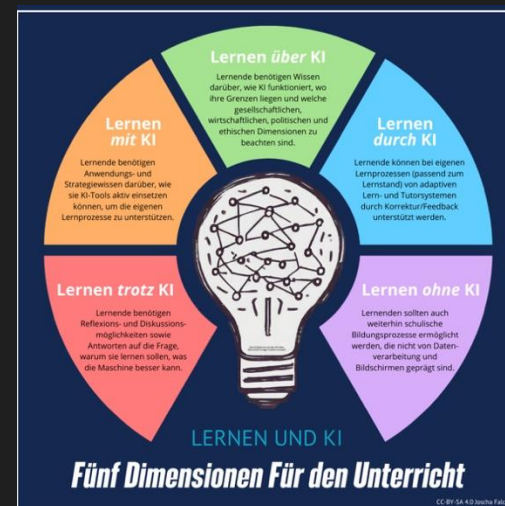 Lernen über KI
Lernende benötigen Wissen
darüber, wie KI funktioniert, wo
ihre Grenzen liegen und welche
gesellschaftlichen,
wirtschaftlichen, politischen und
ethischen Dimensionen zu
beachten sind.
Lernen
mit KI
Lernende benötigen
Anwendungs- und
Strategiewissen darüber, wie
sie KI-Tools aktiv einsetzen
können, um die eigenen
Lernprozesse zu unterstützen.
Lernen
durch KI
Lernende können bei eigenen
Lernprozessen (passend zum
Lernstand) von adaptiven
Lern- und Tutorsystemen
durch Korrektur/Feedback
unterstützt werden.
Lernen trotz KI
Lernende benötigen
Reflexions- und Diskussions-
möglichkeiten sowie
Antworten auf die Frage,
warum sie lernen sollen, was
die Maschine besser kann.
Lernen ohne KI
Lernenden sollten auch
weiterhin schulische
Bildungsprozesse ermöglicht
werden, die nicht von Daten-
verarbeitung und
Bildschirmen geprägt sind.
LERNEN UND KI
Fünf Dimensionen Für den Unterricht
CC-BY-SA 4.0 Joscha